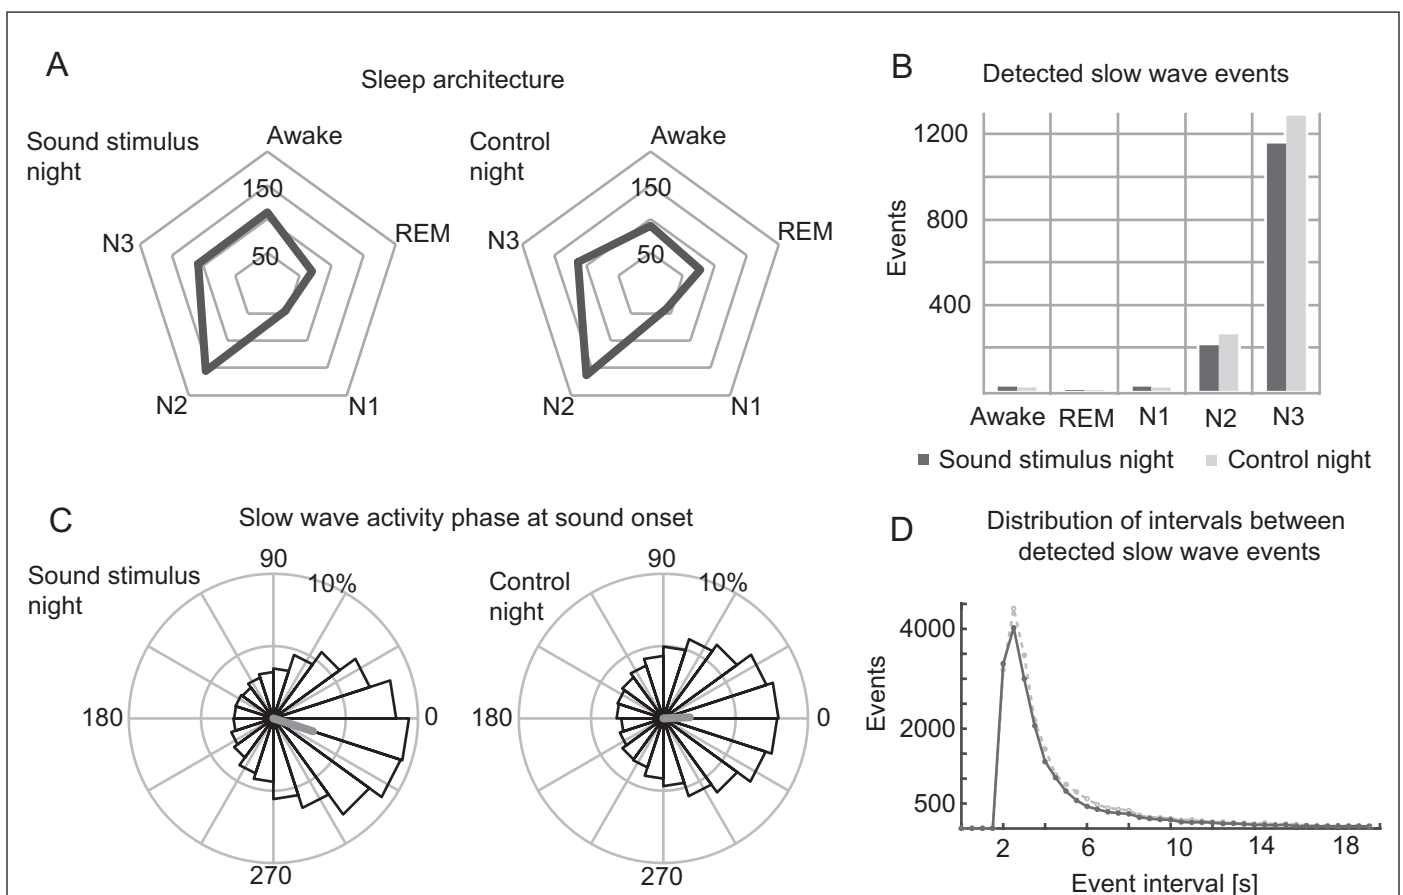 A
Sleep architecture
Sound stimulus
night
Awake
150
50
REM
N3
N2
N1
Control
night
Awake
150
50
REM
N3
N2
N1
B
Detected slow wave events
Events
1200
800
400
Awake
REM
N1
N2
N3
Sound stimulus night
Control night
C
Slow wave activity phase at sound onset
Sound stimulus
night
90
10%
180
0
270
Control
night
90
10%
180
0
270
D
Distribution of intervals between
detected slow wave events
Events
4000
2000
500
2
6
10
14
18
Event interval [s]